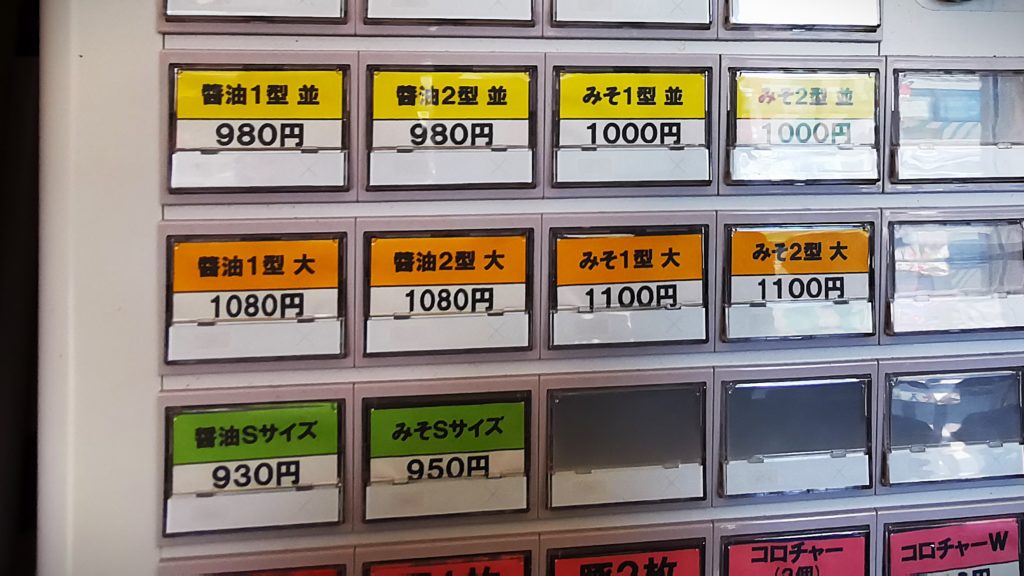 醤油1型 並
980円
醤油2型 並
980円
みそ1型 並
1000円
みそ2型 並
1000円
醤油1型 大
1080円
醤油2型 大
1080円
みそ1型 大
1100円
みそ2型 大
1100円
醤油Sサイズ
930円
みそSサイズ
950円
豚2枚
コロチャー
(2個)
コロチャーW